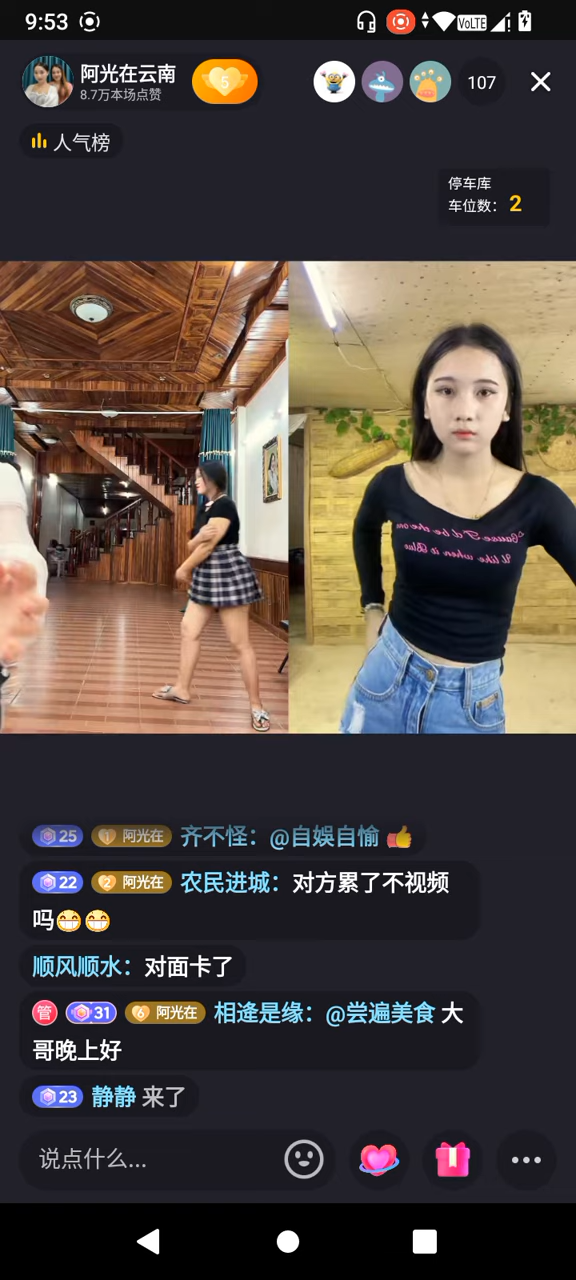 9:53
VoLTE
阿光在云南
8.7万本场点赞
5
107
人气榜
停车库
车位数： 2
25 1 阿光在 齐不怪：@自娱自愉
22 2 阿光在 农民进城：对方累了不视频
吗
顺风顺水：对面卡了
管 31 6 阿光在 相逢是缘：@尝遍美食 大
哥晚上好
23 静静 来了
说点什么...